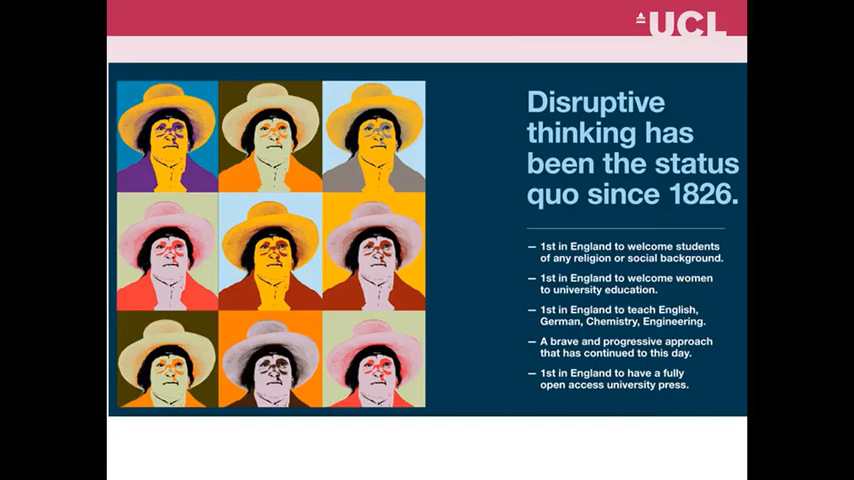 UCL
Disruptive
thinking has
been the status
quo since 1826.
— 1st in England to welcome students
of any religion or social background.
— 1st in England to welcome women
to university education.
— 1st in England to teach English,
German, Chemistry, Engineering.
— A brave and progressive approach
that has continued to this day.
— 1st in England to have a fully
open access university press.